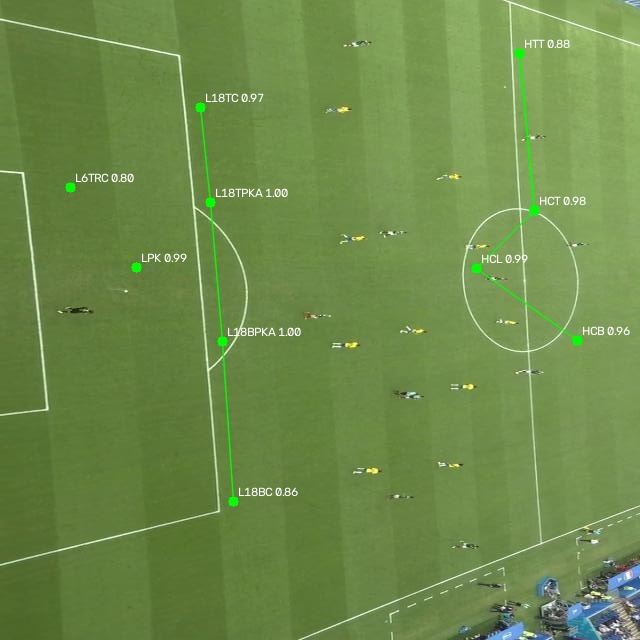 HTT 0.88
L18TC 0.97
L6TRC 0.80
L18TPKA 1.00
HCT 0.98
LPK 0.99
HCL 0.99
L18BPKA 1.00
HCB 0.96
L18BC 0.86